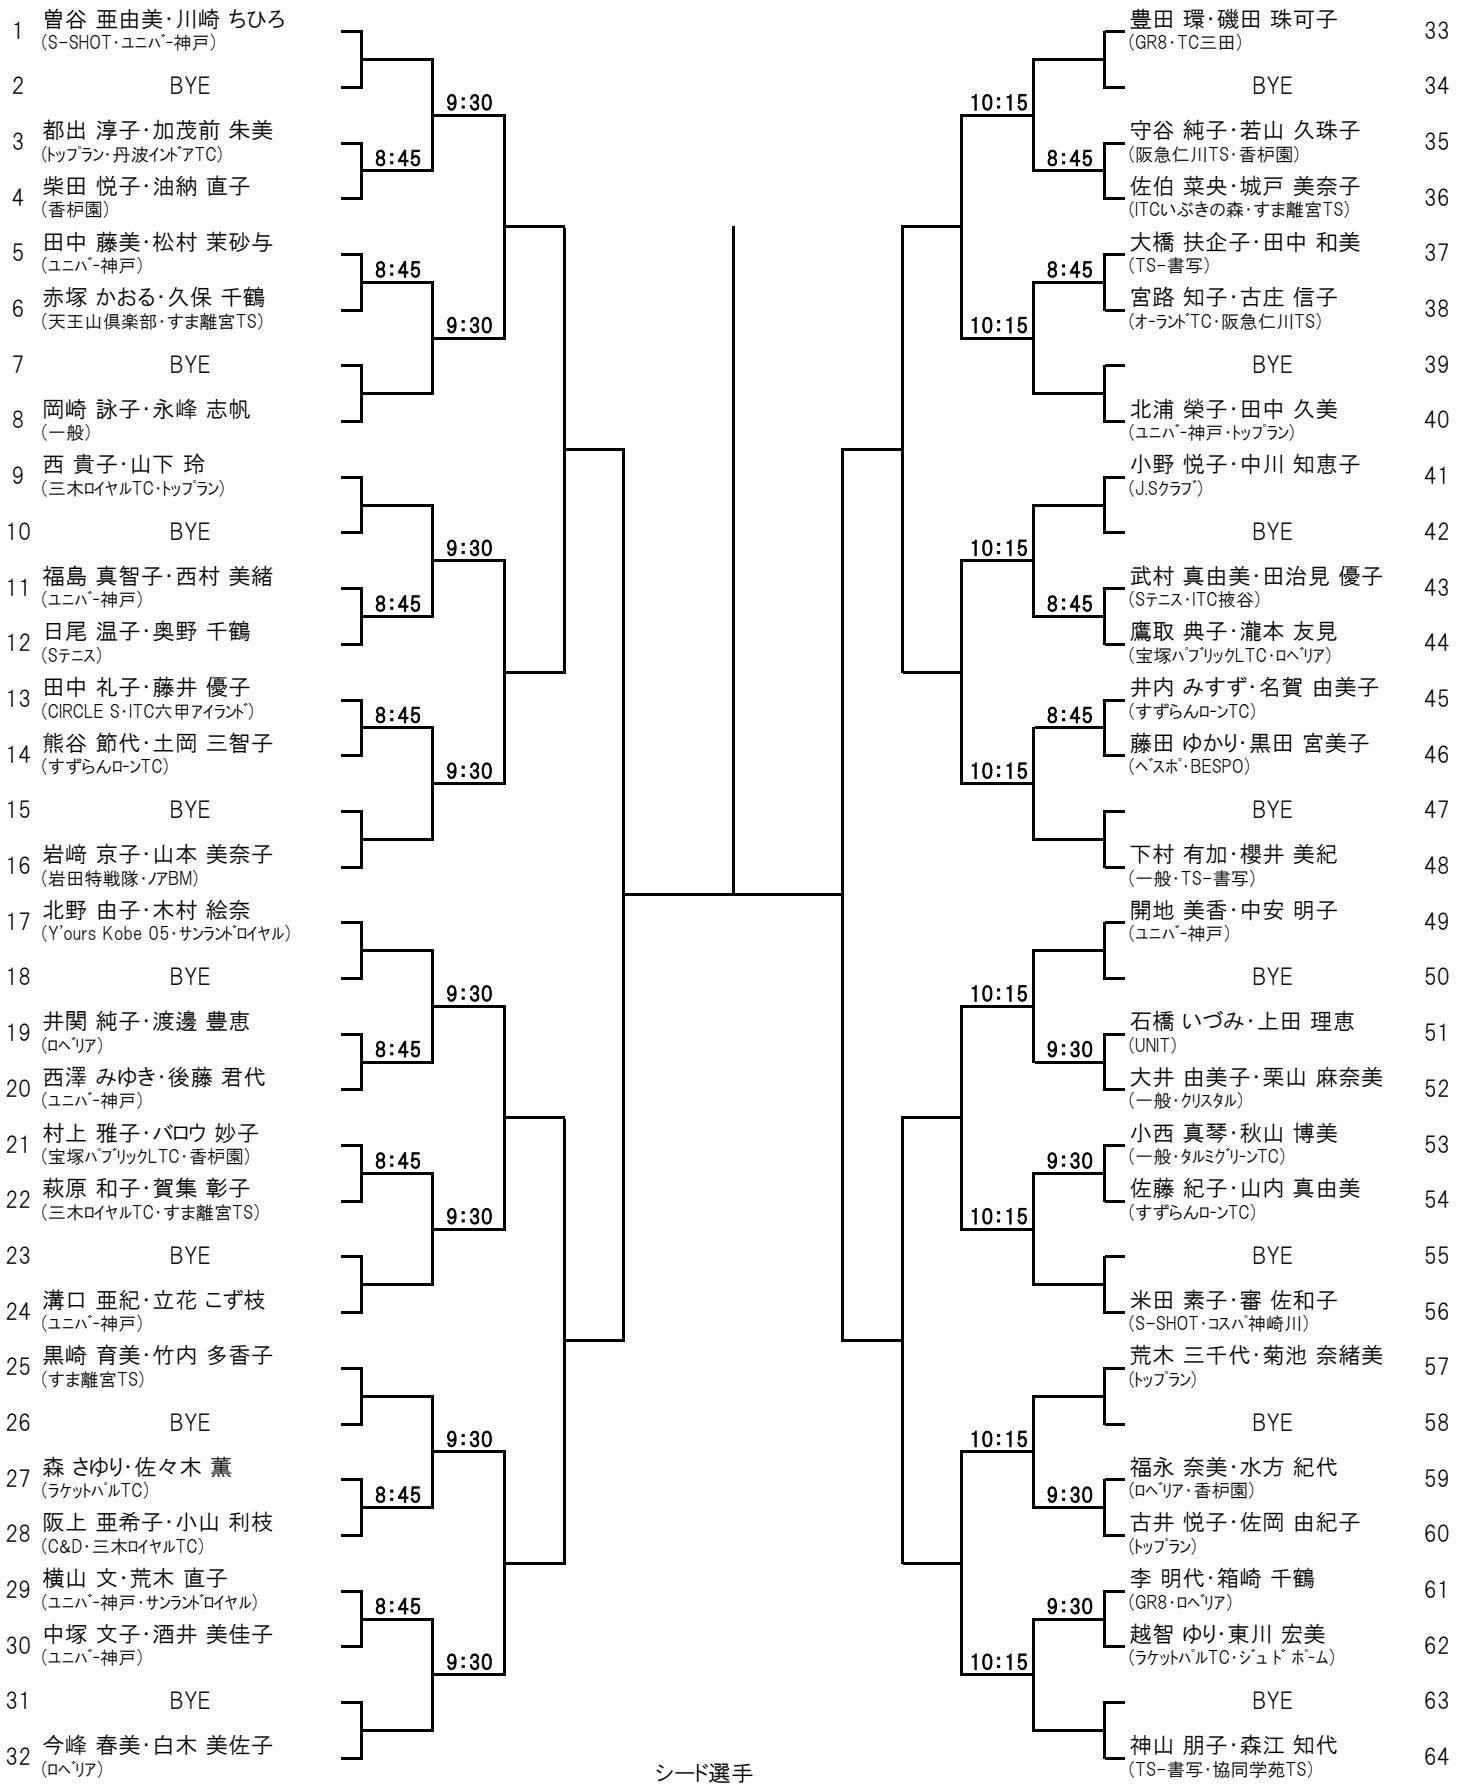 1 曽谷 亜由美・川崎 ちひろ
(S-SHOT・ユニバｰ神戸)
2 BYE
9:30
3 都出 淳子・加茂前 朱美
(トップラン・丹波インドアTC)
8:45
4 柴田 悦子・油納 直子
(香枦園)
5 田中 藤美・松村 茉砂与
(ユニバｰ神戸)
8:45
6 赤塚 かおる・久保 千鶴
(天王山倶楽部・すま離宮TS)
9:30
7 BYE
8 岡崎 詠子・永峰 志帆
(一般)
9 西 貴子・山下 玲
(三木ロイヤルTC・トップラン)
10 BYE
9:30
11 福島 真智子・西村 美緒
(ユニバｰ神戸)
8:45
12 日尾 温子・奥野 千鶴
(Sテニス)
13 田中 礼子・藤井 優子
(CIRCLE S・ITC六甲アイランド)
8:45
14 熊谷 節代・土岡 三智子
(すずらんローンTC)
9:30
15 BYE
16 岩﨑 京子・山本 美奈子
(岩田特戦隊・ノアBM)
17 北野 由子・木村 絵奈
(Y'ours Kobe 05・サンランドロイヤル)
18 BYE
9:30
19 井関 純子・渡邊 豊恵
(ロベリア)
8:45
20 西澤 みゆき・後藤 君代
(ユニバｰ神戸)
21 村上 雅子・バロウ 妙子
(宝塚パブリックLTC・香枦園)
8:45
22 萩原 和子・賀集 彰子
(三木ロイヤルTC・すま離宮TS)
9:30
23 BYE
24 溝口 亜紀・立花 こず枝
(ユニバｰ神戸)
25 黒崎 育美・竹内 多香子
(すま離宮TS)
26 BYE
9:30
27 森 さゆり・佐々木 薫
(ラケットパルTC)
8:45
28 阪上 亜希子・小山 利枝
(C&D・三木ロイヤルTC)
29 横山 文・荒木 直子
(ユニバｰ神戸・サンランドロイヤル)
8:45
30 中塚 文子・酒井 美佳子
(ユニバｰ神戸)
9:30
31 BYE
32 今峰 春美・白木 美佐子
(ロベリア)
豊田 環・磯田 珠可子 33
(GR8・TC三田)
BYE 34
10:15
守谷 純子・若山 久珠子 35
(阪急仁川TS・香枦園)
8:45
佐伯 菜央・城戸 美奈子 36
(ITCいぶきの森・すま離宮TS)
大橋 扶企子・田中 和美 37
(TS-書写)
8:45
宮路 知子・古庄 信子 38
(オーランドTC・阪急仁川TS)
10:15
BYE 39
北浦 榮子・田中 久美 40
(ユニバｰ神戸・トップラン)
小野 悦子・中川 知恵子 41
(J.Sクラブ)
BYE 42
10:15
武村 真由美・田治見 優子 43
(Sテニス・ITC掖谷)
8:45
鷹取 典子・瀧本 友見 44
(宝塚パブリックLTC・ロベリア)
井内 みすず・名賀 由美子 45
(すずらんローンTC)
8:45
藤田 ゆかり・黒田 宮美子 46
(ベスポ・BESPO)
10:15
BYE 47
下村 有加・櫻井 美紀 48
(一般・TS-書写)
開地 美香・中安 明子 49
(ユニバｰ神戸)
BYE 50
10:15
石橋 いづみ・上田 理恵 51
(UNIT)
9:30
大井 由美子・栗山 麻奈美 52
(一般・クリスタル)
小西 真琴・秋山 博美 53
(一般・タルミグリーンTC)
9:30
佐藤 紀子・山内 真由美 54
(すずらんローンTC)
10:15
BYE 55
米田 素子・審 佐和子 56
(S-SHOT・コスパ神崎川)
荒木 三千代・菊池 奈緒美 57
(トップラン)
BYE 58
10:15
福永 奈美・水方 紀代 59
(ロベリア・香枦園)
9:30
古井 悦子・佐岡 由紀子 60
(トップラン)
李 明代・箱崎 千鶴 61
(GR8・ロベリア)
9:30
越智 ゆり・東川 宏美 62
(ラケットパルTC・ジュ ド ポーム)
10:15
BYE 63
神山 朋子・森江 知代 64
(TS-書写・協同学苑TS)
シード選手